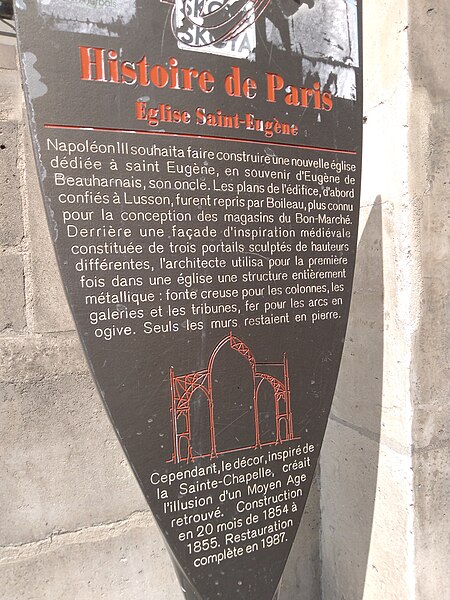 SKOTA
SKSTA
Histoire de Paris
Église Saint-Eugène
Napoléon III souhaita faire construire une nouvelle église
dédiée à saint Eugène, en souvenir d'Eugène de
Beauharnais, son oncle. Les plans de l'édifice, d'abord
confiés à Lusson, furent repris par Boileau, plus connu
pour la conception des magasins du Bon-Marché.
Derrière une façade d'inspiration médiévale
constituée de trois portails sculptés de hauteurs
différentes, l'architecte utilisa pour la première
fois dans une église une structure entièrement
métallique : fonte creuse pour les colonnes, les
galeries et les tribunes, fer pour les arcs en
ogive. Seuls les murs restaient en pierre.
Cependant, le décor, inspiré de
la Sainte-Chapelle, créait
l'illusion d'un Moyen Age
retrouvé. Construction
en 20 mois de 1854 à
1855. Restauration
complète en 1987.